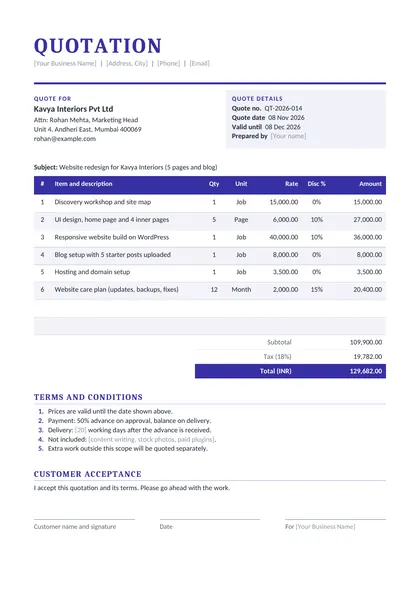 QUOTATION
[Your Business Name] | [Address, City] | [Phone] | [Email]
QUOTE FOR
Kavya Interiors Pvt Ltd
Attn: Rohan Mehta, Marketing Head
Unit 4, Andheri East, Mumbai 400069
rohan@example.com
QUOTE DETAILS
Quote no. QT-2026-014
Quote date 08 Nov 2026
Valid until 08 Dec 2026
Prepared by [Your name]
Subject: Website redesign for Kavya Interiors (5 pages and blog)
# Item and description Qty Unit Rate Disc % Amount
1 Discovery workshop and site map 1 Job 15,000.00 0% 15,000.00
2 UI design, home page and 4 inner pages 5 Page 6,000.00 10% 27,000.00
3 Responsive website build on WordPress 1 Job 40,000.00 10% 36,000.00
4 Blog setup with 5 starter posts uploaded 1 Job 8,000.00 0% 8,000.00
5 Hosting and domain setup 1 Job 3,500.00 0% 3,500.00
6 Website care plan (updates, backups, fixes) 12 Month 2,000.00 15% 20,400.00
Subtotal 109,900.00
Tax (18%) 19,782.00
Total (INR) 129,682.00
TERMS AND CONDITIONS
1. Prices are valid until the date shown above.
2. Payment: 50% advance on approval, balance on delivery.
3. Delivery: [20] working days after the advance is received.
4. Not included: [content writing, stock photos, paid plugins].
5. Extra work outside this scope will be quoted separately.
CUSTOMER ACCEPTANCE
I accept this quotation and its terms. Please go ahead with the work.
Customer name and signature Date For [Your Business Name]